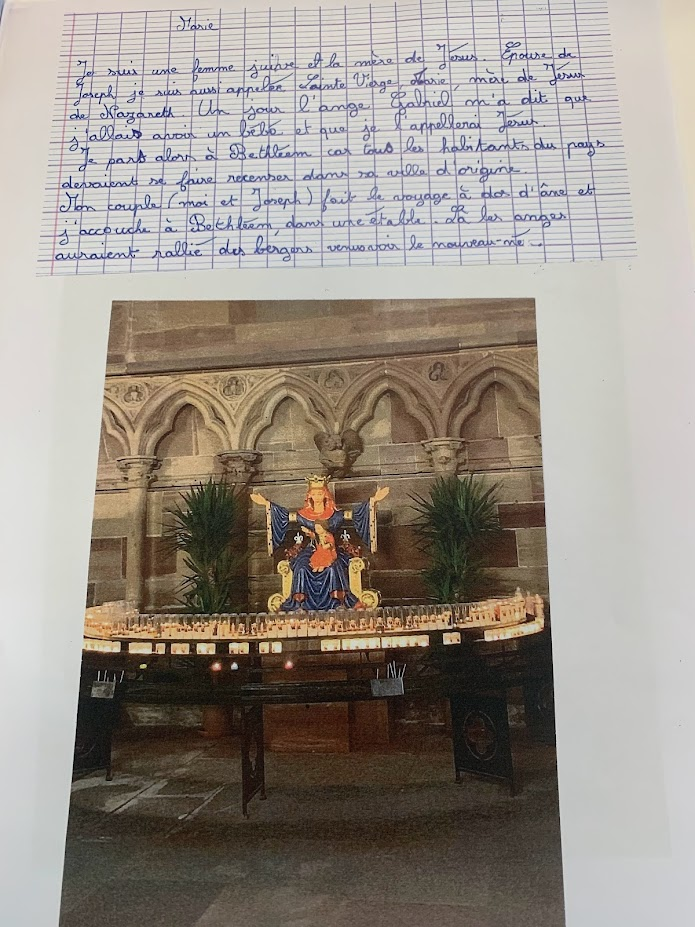 Marie
Je suis une femme juive et la mère de Jésus. Épouse de
Joseph je suis aussi appelée Sainte Vierge Marie, mère de Jésus
de Nazareth. Un jour l'ange Gabriel m'a dit que
j'allais avoir un bébé et que je l'appellerai Jésus.
Je pars alors à Bethléem car tous les habitants du pays
devaient se faire recenser dans sa ville d'origine.
Mon couple (moi et Joseph) fait le voyage à dos d'âne et
j'accouche à Bethléem, dans une étable. Là les anges
auraient rallié des bergers venus voir le nouveau-né.